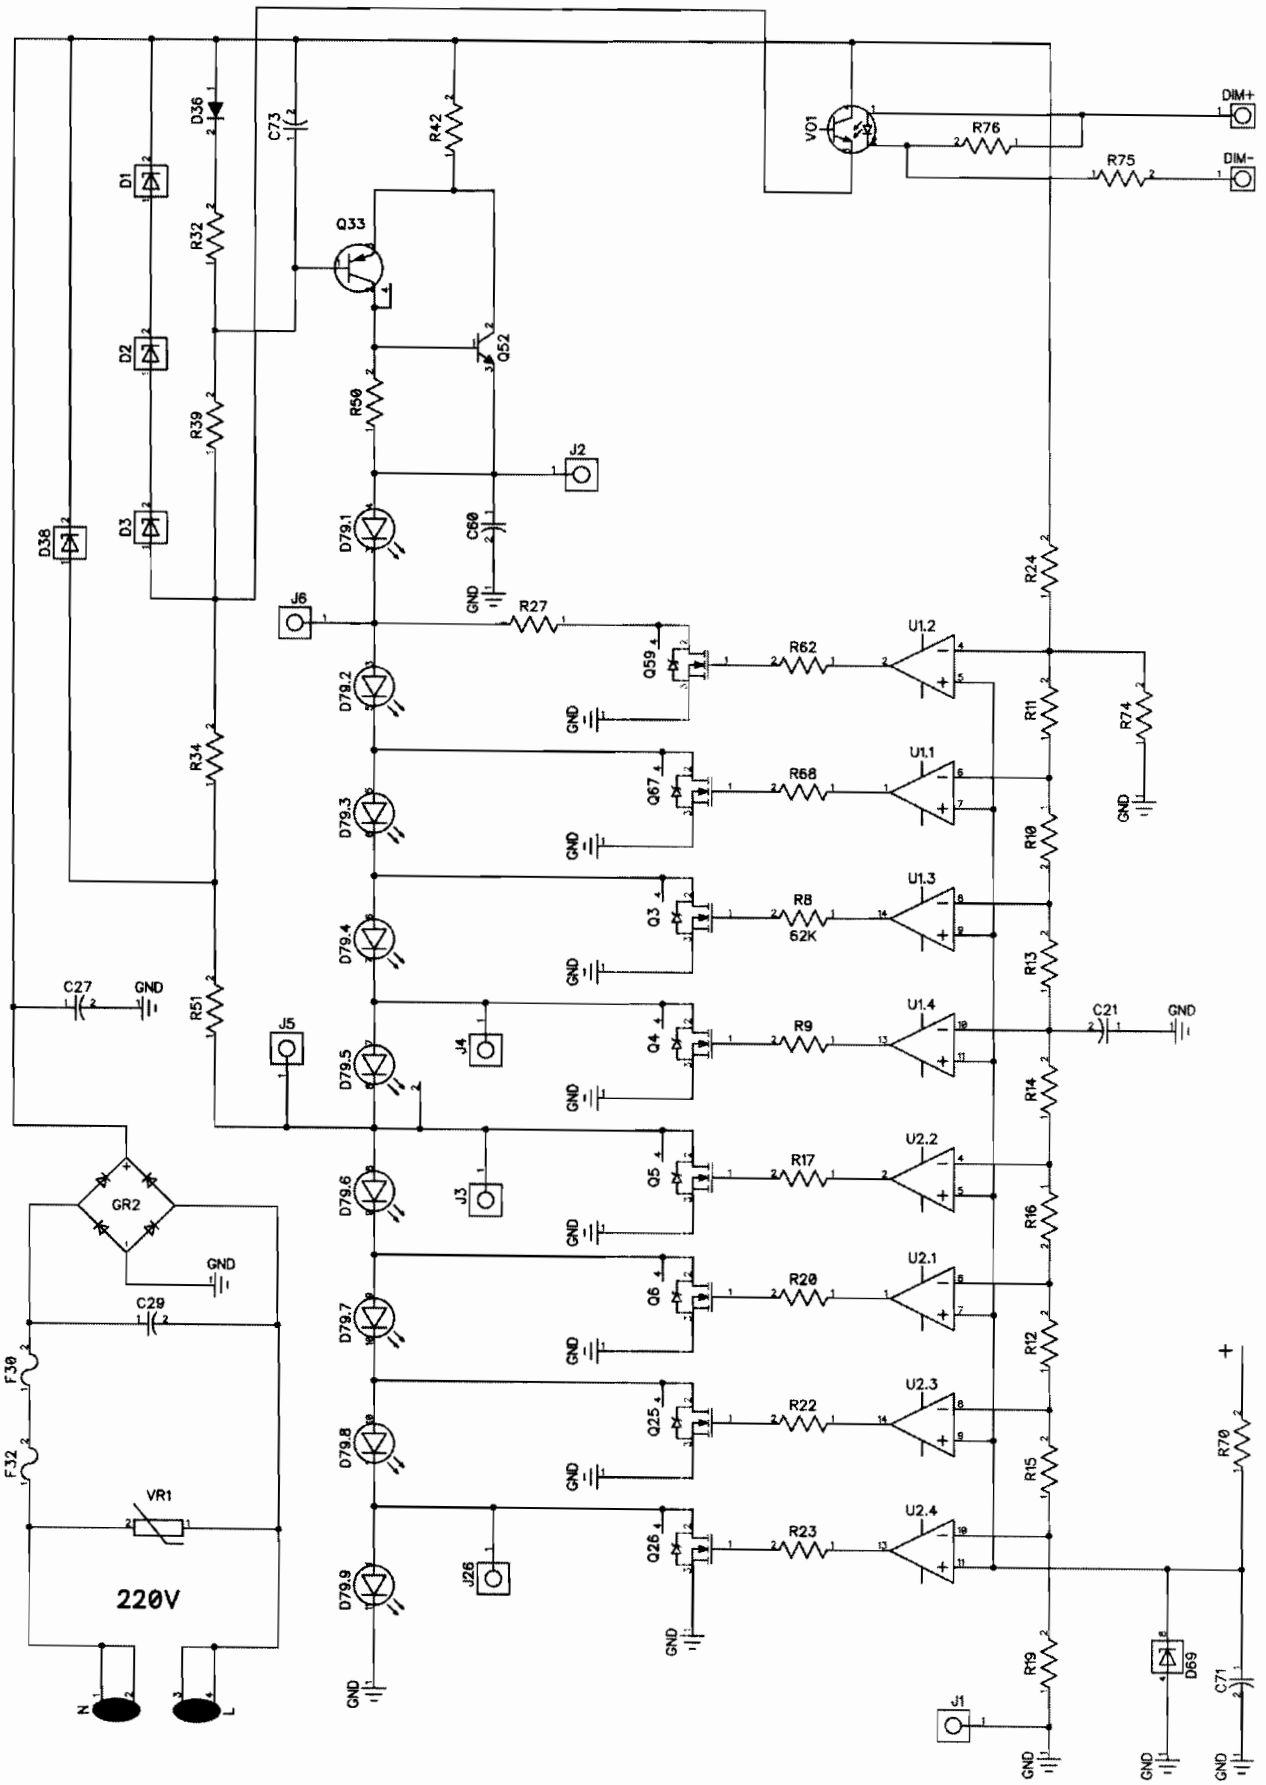 DIM+
1
DIM-
1
R76
R75
VO1
D36
C73
R42
D1
R32
Q33
D2
R39
R50
Q52
J2
D38
D3
D79.1
C60
GND
R24
J6
R27
Q59
R62
U1.2
D79.2
GND
R11
R74
R34
Q67
R68
U1.1
D79.3
GND
R10
GND
Q3
R8
62K
U1.3
D79.4
GND
R13
C27
GND
R51
J5
J4
Q4
R9
U1.4
C21
GND
D79.5
GND
R14
GR2
GND
J3
Q5
R17
U2.2
D79.6
GND
R16
C29
Q6
R20
U2.1
D79.7
GND
R12
+
F30
F32
Q25
R22
U2.3
D79.8
GND
R15
R70
VR1
J26
Q26
R23
U2.4
D79.9
220V
GND
R19
D69
C71
N
L
GND
J1
GND
GND
GND